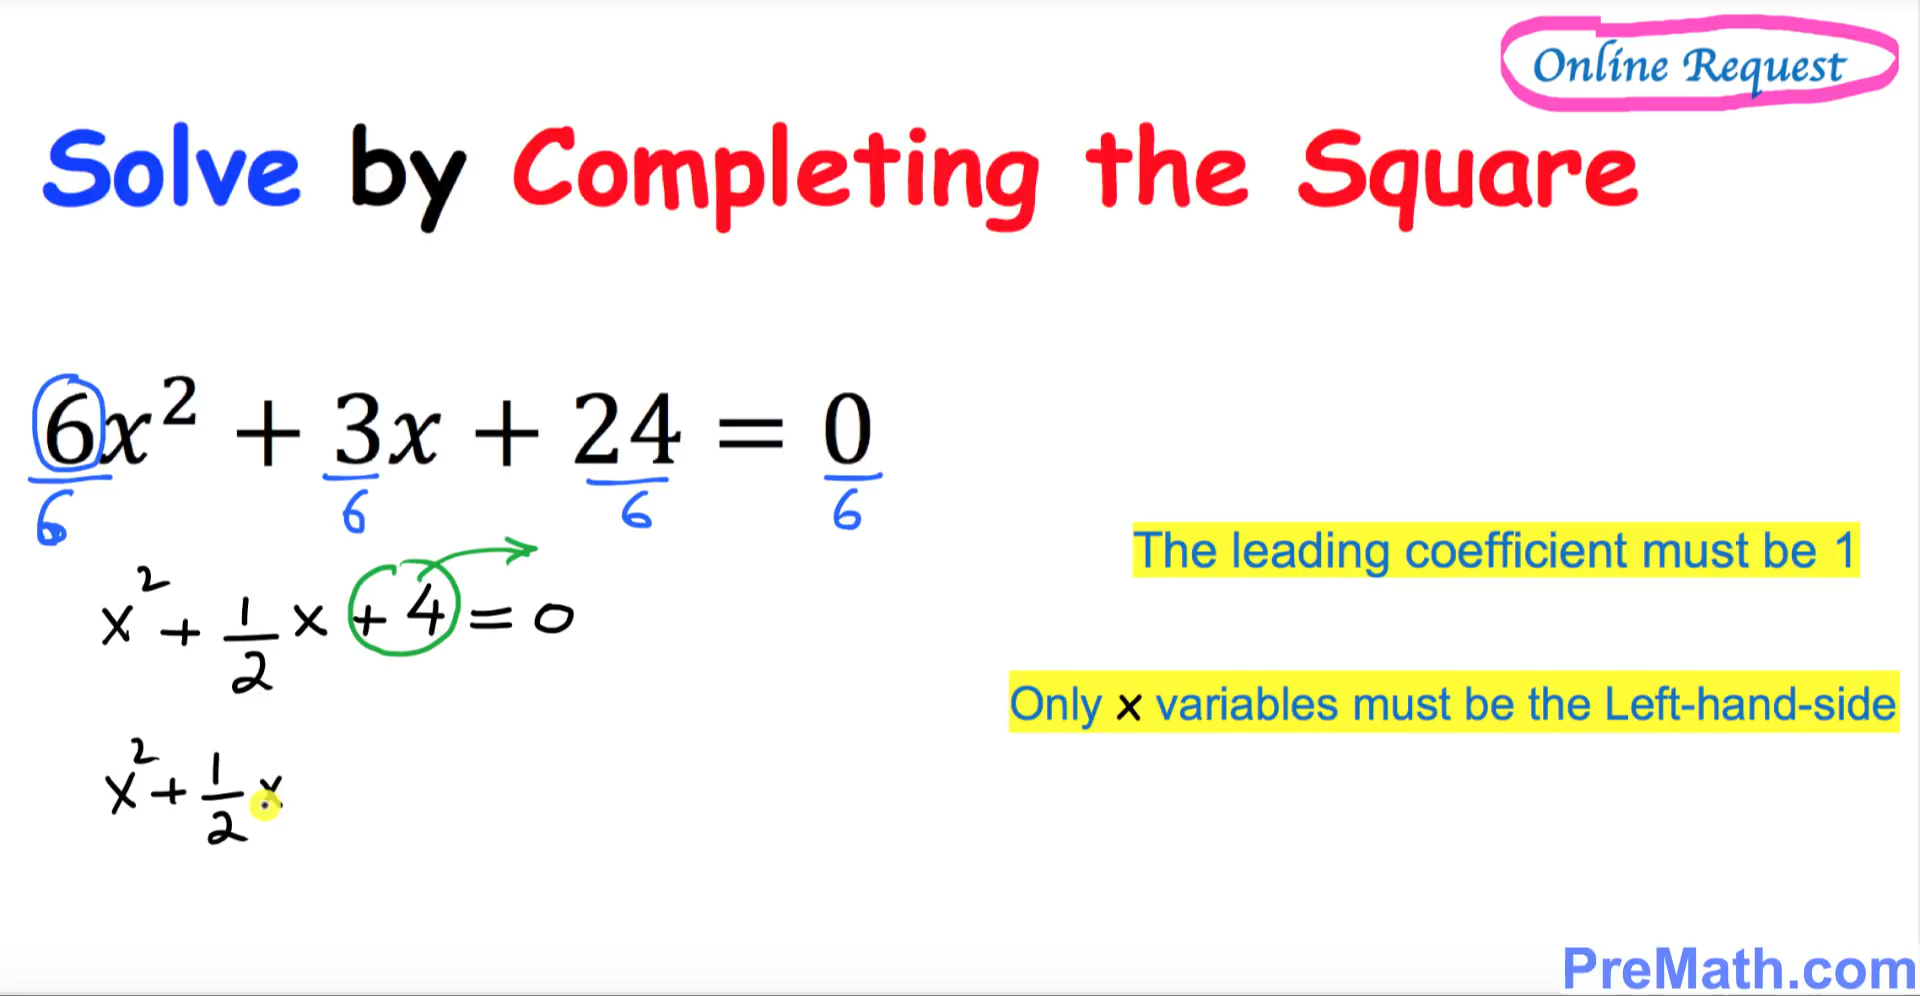 Online Request
Solve by Completing the Square
6x² + 3x + 24 = 0
6 6 6 6
The leading coefficient must be 1
x² + 1/2 x + 4 = 0
Only x variables must be the Left-hand-side
x² + 1/2 x
PreMath.com